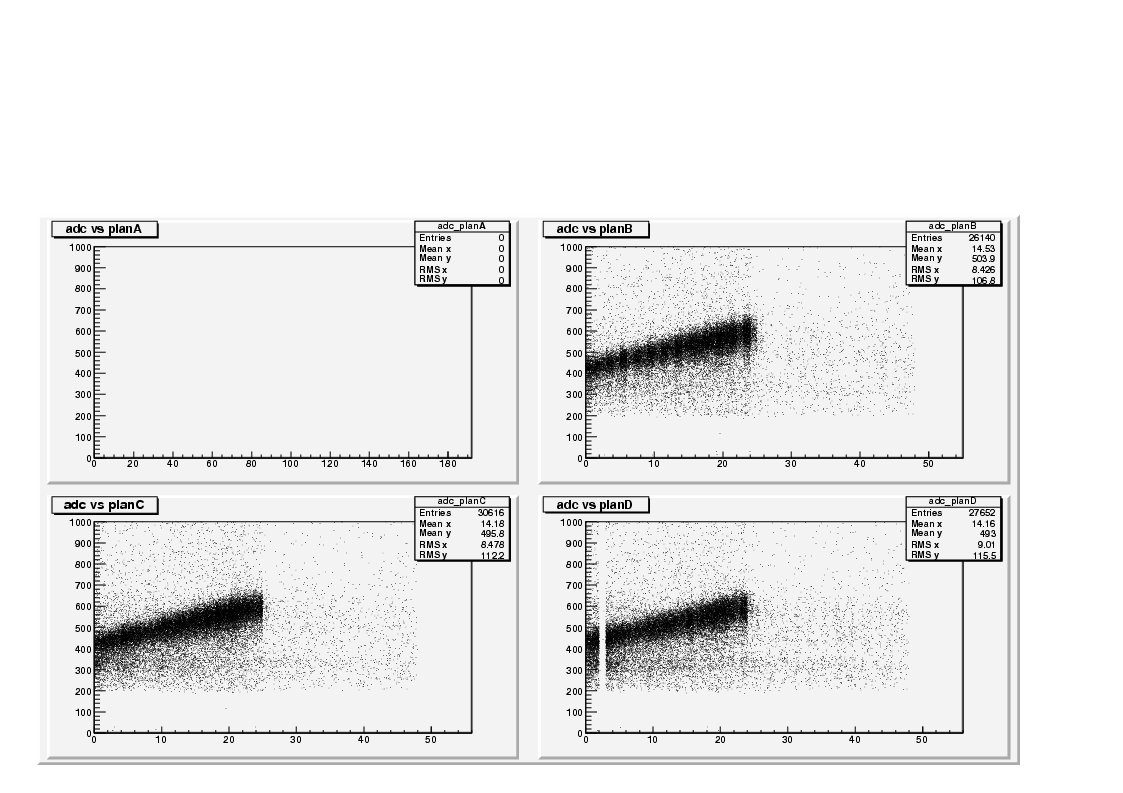 adc vs planA
adc_planA
Entries 0
Mean x 0
Mean y 0
RMS x 0
RMS y 0
1000
900
800
700
600
500
400
300
200
100
0
0 20 40 60 80 100 120 140 160 180
adc vs planB
adc_planB
Entries 26140
Mean x 14.53
Mean y 503.9
RMS x 8.426
RMS y 106.8
1000
900
800
700
600
500
400
300
200
100
0
0 10 20 30 40 50
adc vs planC
adc_planC
Entries 30616
Mean x 14.18
Mean y 495.8
RMS x 8.478
RMS y 112.2
1000
900
800
700
600
500
400
300
200
100
0
0 10 20 30 40 50
adc vs planD
adc_planD
Entries 27652
Mean x 14.16
Mean y 493
RMS x 9.01
RMS y 115.5
1000
900
800
700
600
500
400
300
200
100
0
0 10 20 30 40 50